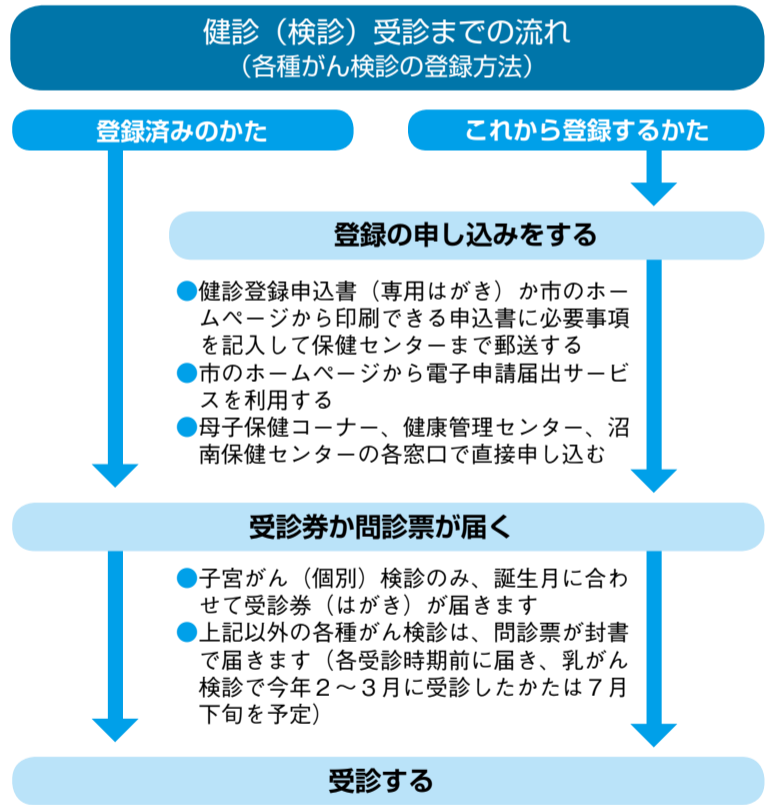 健診（検診）受診までの流れ
（各種がん検診の登録方法）
登録済みのかた
これから登録するかた
登録の申し込みをする
●健診登録申込書（専用はがき）か市のホー
ムページから印刷できる申込書に必要事項
を記入して保健センターまで郵送する
●市のホームページから電子申請届出サービ
スを利用する
●母子保健コーナー、健康管理センター、沼
南保健センターの各窓口で直接申し込む
受診券か問診票が届く
●子宮がん（個別）検診のみ、誕生月に合わ
せて受診券（はがき）が届きます
●上記以外の各種がん検診は、問診票が封書
で届きます（各受診時期前に届き、乳がん
検診で今年２～３月に受診したかたは７月
下旬を予定）
受診する